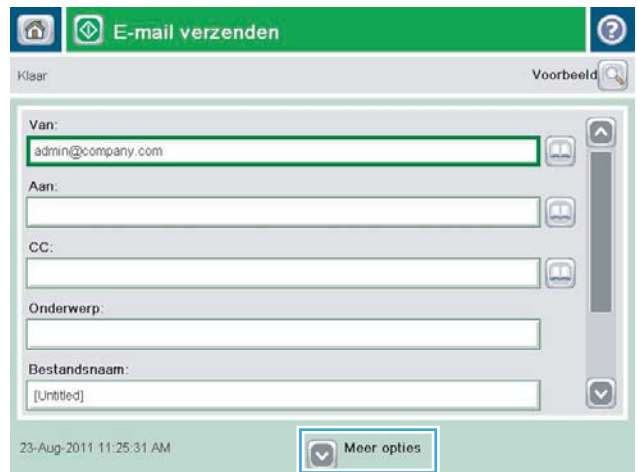 E-mail verzenden
Klaar
Voorbeeld
Van:
admin@company.com
Aan:
CC:
Onderwerp:
Bestandsnaam:
[Untitled]
23-Aug-2011 11:25:31 AM
Meer opties